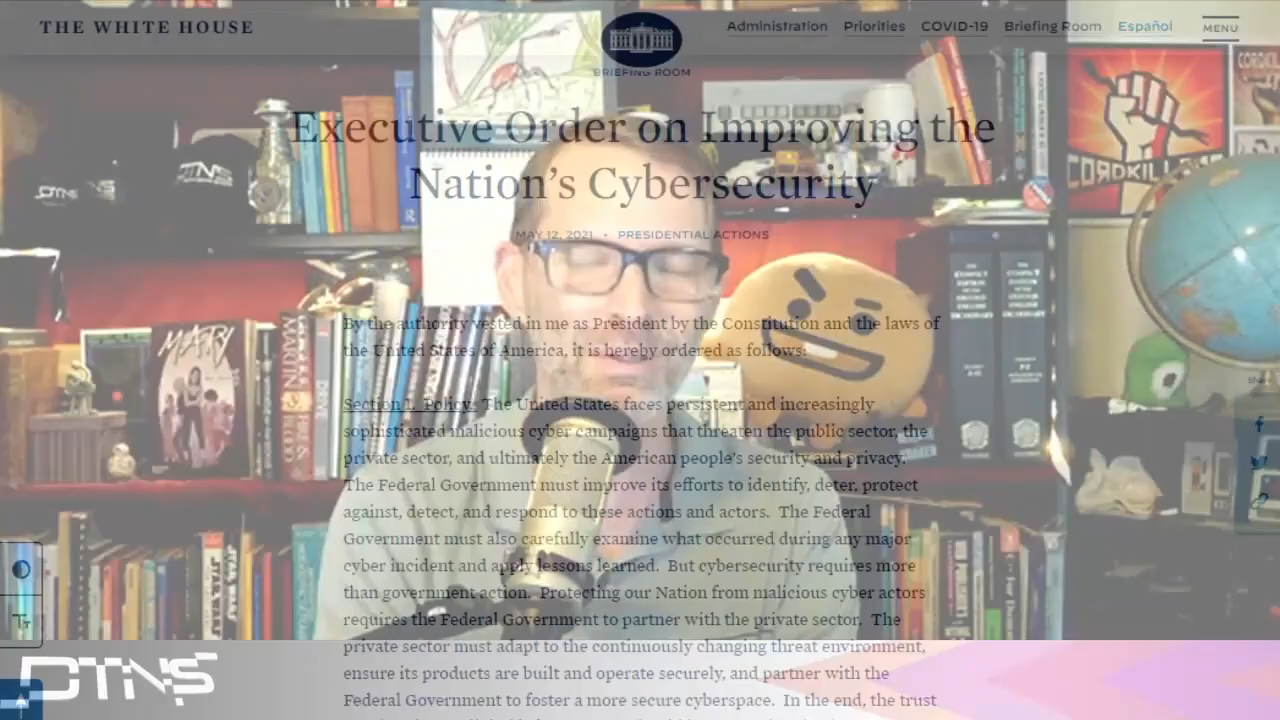 THE WHITE HOUSE
Administration Priorities COVID-19 Briefing Room Español MENU
BRIEFING ROOM
Executive Order on Improving the
Nation's Cybersecurity
MAY 12, 2021 • PRESIDENTIAL ACTIONS
By the authority vested in me as President by the Constitution and the laws of
the United States of America, it is hereby ordered as follows:
Section 1. Policy. The United States faces persistent and increasingly
sophisticated malicious cyber campaigns that threaten the public sector, the
private sector, and ultimately the American people's security and privacy.
The Federal Government must improve its efforts to identify, deter, protect
against, detect, and respond to these actions and actors. The Federal
Government must also carefully examine what occurred during any major
cyber incident and apply lessons learned. But cybersecurity requires more
than government action. Protecting our Nation from malicious cyber actors
requires the Federal Government to partner with the private sector. The
private sector must adapt to the continuously changing threat environment,
ensure its products are built and operate securely, and partner with the
Federal Government to foster a more secure cyberspace. In the end, the trust
DTNS
DTNS
CORDKILLERS
MARTIN
DTNS